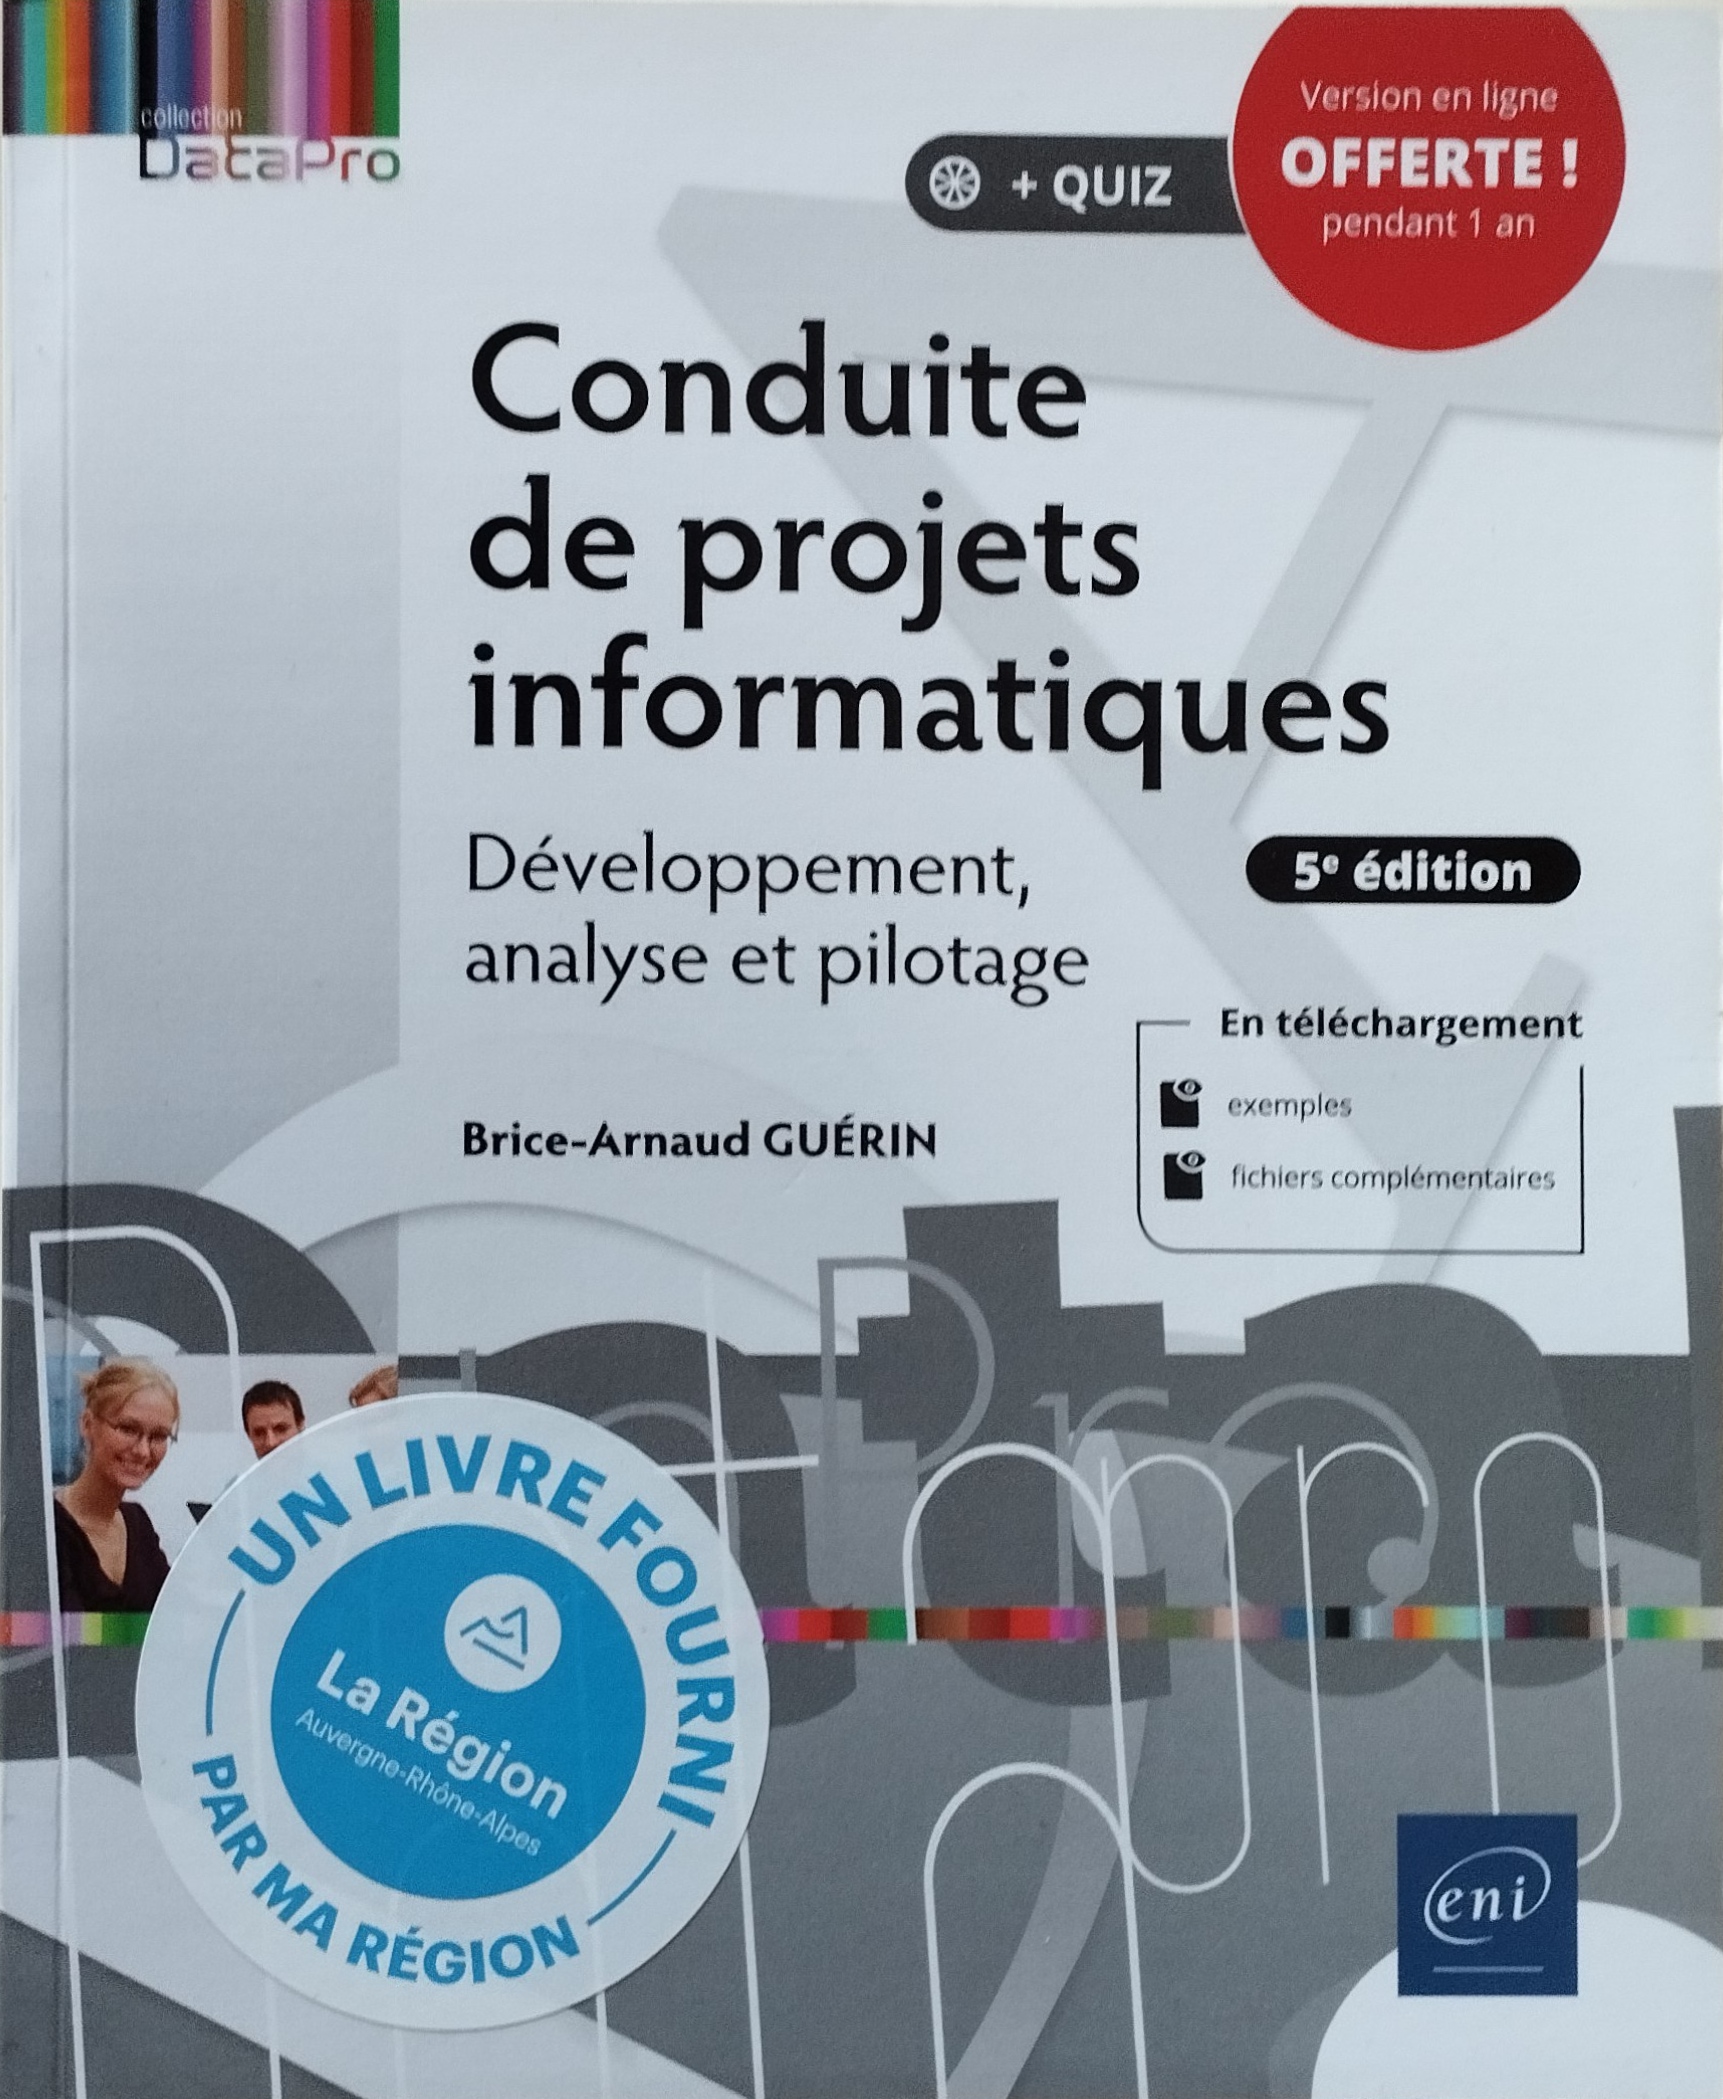 collection
DataPro
+ QUIZ
Version en ligne
OFFERTE !
pendant 1 an
Conduite
de projets
informatiques
Développement,
analyse et pilotage
5e édition
En téléchargement
exemples
fichiers complémentaires
Brice-Arnaud GUÉRIN
UN LIVRE FOURNI
La Région
Auvergne-Rhône-Alpes
PAR MA RÉGION
eni